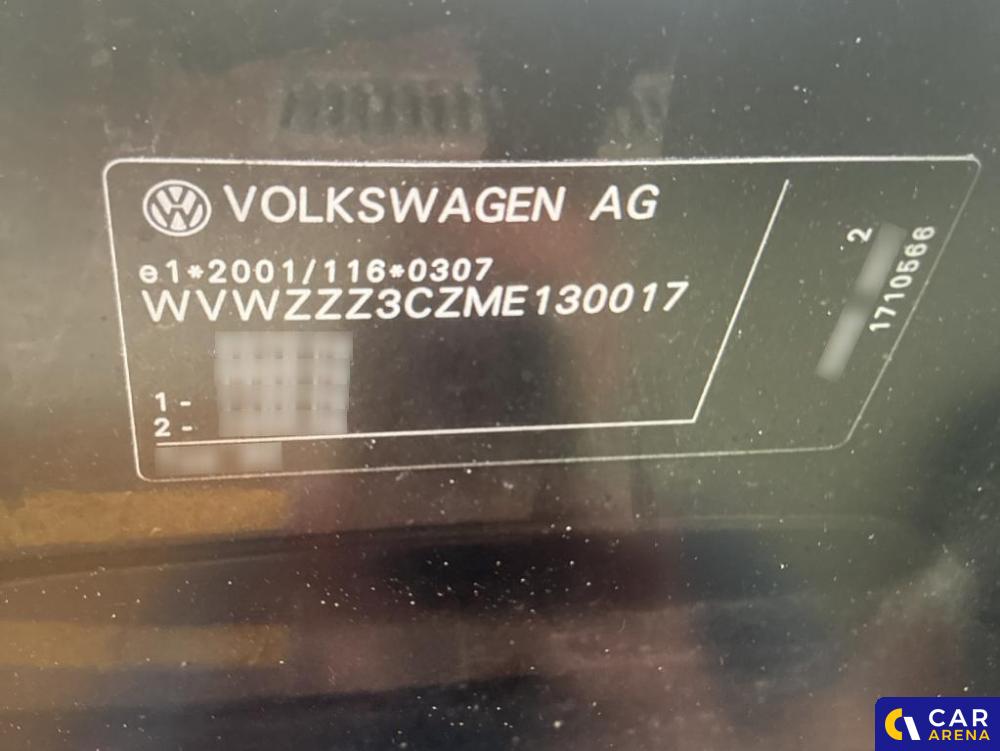 VOLKSWAGEN AG
e1*2001/116*0307
WVWZZZ3CZME130017
1-
2-
2
1710566
CAR
ARENA